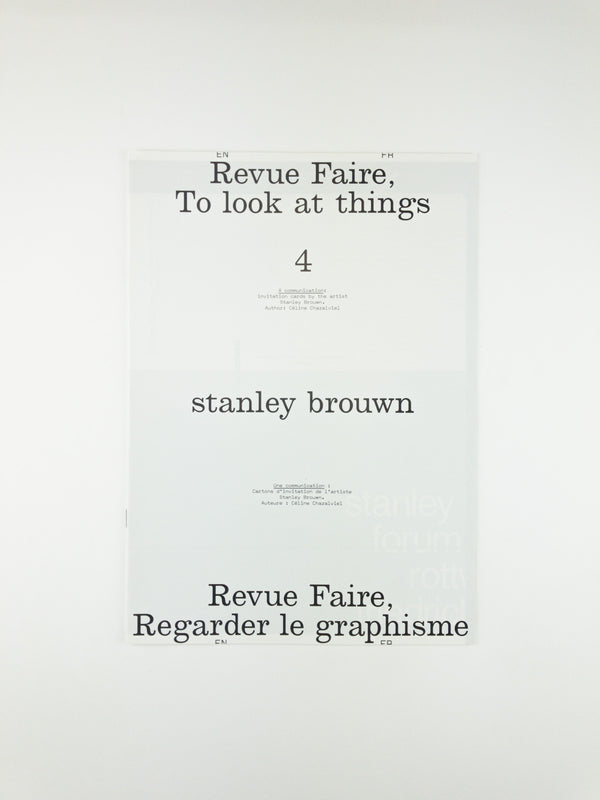 EN FR
Revue Faire,
To look at things
4
A communication:
invitation cards by the artist
Stanley Brouwn.
Author: Céline Chazalviel
stanley brouwn
Une communication :
Cartons d'invitation de l'artiste
Stanley Brouwn.
Auteure : Céline Chazalviel
stanley
forum
Revue Faire,
Regarder le graphisme
EN FR